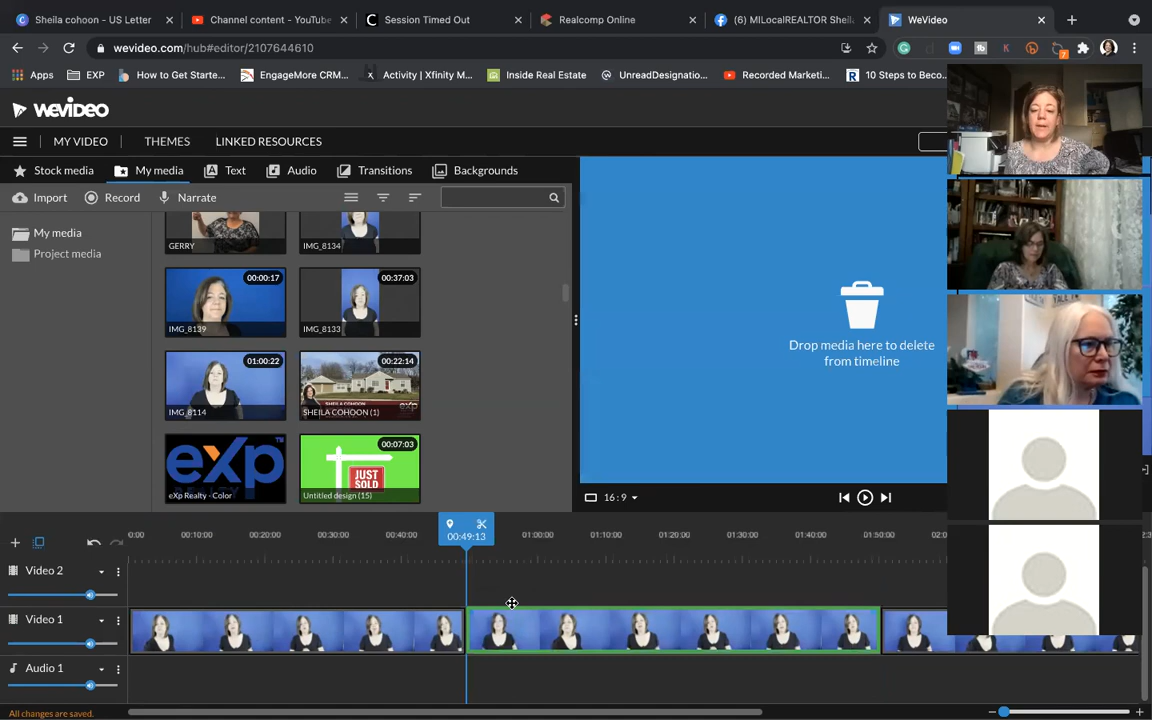 Sheila cohoon - US Letter
Channel content - YouTube
Session Timed Out
Realcomp Online
(6) MILocalREALTOR Sheila
WeVideo
wevideo.com/hub#editor/2107644610
Apps
EXP
How to Get Starte...
EngageMore CRM...
Activity | Xfinity M...
Inside Real Estate
UnreadDesignatio...
Recorded Marketi...
10 Steps to Beco...
wevideo
MY VIDEO
THEMES
LINKED RESOURCES
Stock media
My media
Text
Audio
Transitions
Backgrounds
Import
Record
Narrate
My media
Project media
GERRY
IMG_8134
00:00:17
IMG_8139
00:37:03
IMG_8133
01:00:22
IMG_8114
00:22:14
SHEILA COHOON
SHEILA COHOON (1)
eXp
eXp Realty - Color
00:07:03
JUST
SOLD
Untitled design (15)
Drop media here to delete
from timeline
16:9
0:00
00:10:00
00:20:00
00:30:00
00:40:00
00:49:13
01:00:00
01:10:00
01:20:00
01:30:00
01:40:00
01:50:00
Video 2
Video 1
Audio 1
All changes are saved.